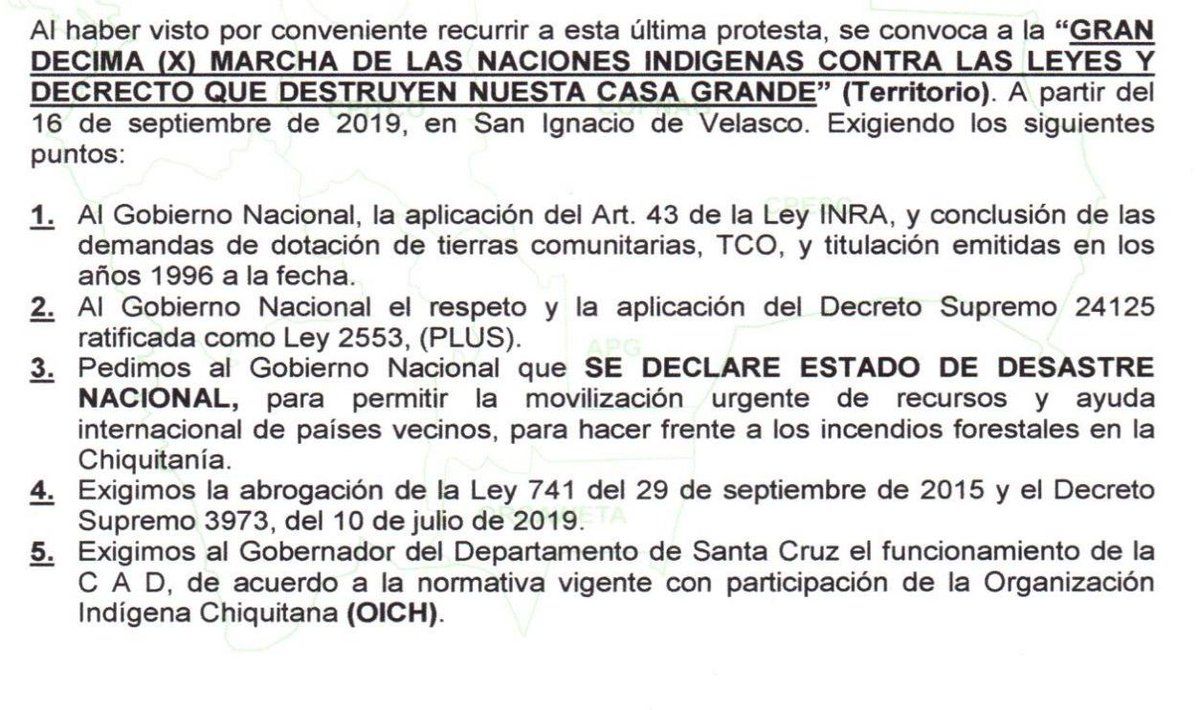 Al haber visto por conveniente recurrir a esta última protesta, se convoca a la “GRAN
DECIMA (X) MARCHA DE LAS NACIONES INDIGENAS CONTRA LAS LEYES Y
DECRECTO QUE DESTRUYEN NUESTA CASA GRANDE” (Territorio). A partir del
16 de septiembre de 2019, en San Ignacio de Velasco. Exigiendo los siguientes
puntos:
1. Al Gobierno Nacional, la aplicación del Art. 43 de la Ley INRA, y conclusión de las
demandas de dotación de tierras comunitarias, TCO, y titulación emitidas en los
años 1996 a la fecha.
2. Al Gobierno Nacional el respeto y la aplicación del Decreto Supremo 24125
ratificada como Ley 2553, (PLUS).
3. Pedimos al Gobierno Nacional que SE DECLARE ESTADO DE DESASTRE
NACIONAL, para permitir la movilización urgente de recursos y ayuda
internacional de países vecinos, para hacer frente a los incendios forestales en la
Chiquitanía.
4. Exigimos la abrogación de la Ley 741 del 29 de septiembre de 2015 y el Decreto
Supremo 3973, del 10 de julio de 2019.
5. Exigimos al Gobernador del Departamento de Santa Cruz el funcionamiento de la
C A D, de acuerdo a la normativa vigente con participación de la Organización
Indígena Chiquitana (OICH).
APG